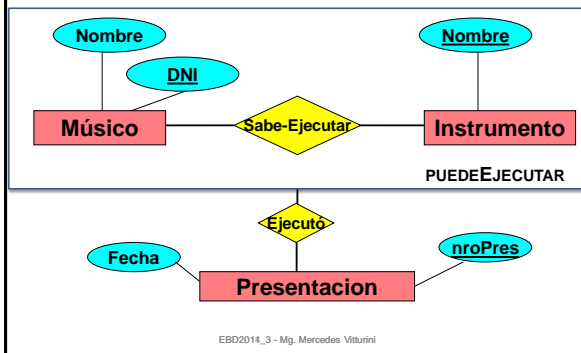 Nombre
Nombre
DNI
Músico
Sabe-Ejecutar
Instrumento
PUEDEEJECUTAR
Ejecutó
Fecha
nroPres
Presentacion
EBD2014_3 - Mg. Mercedes Vitturini